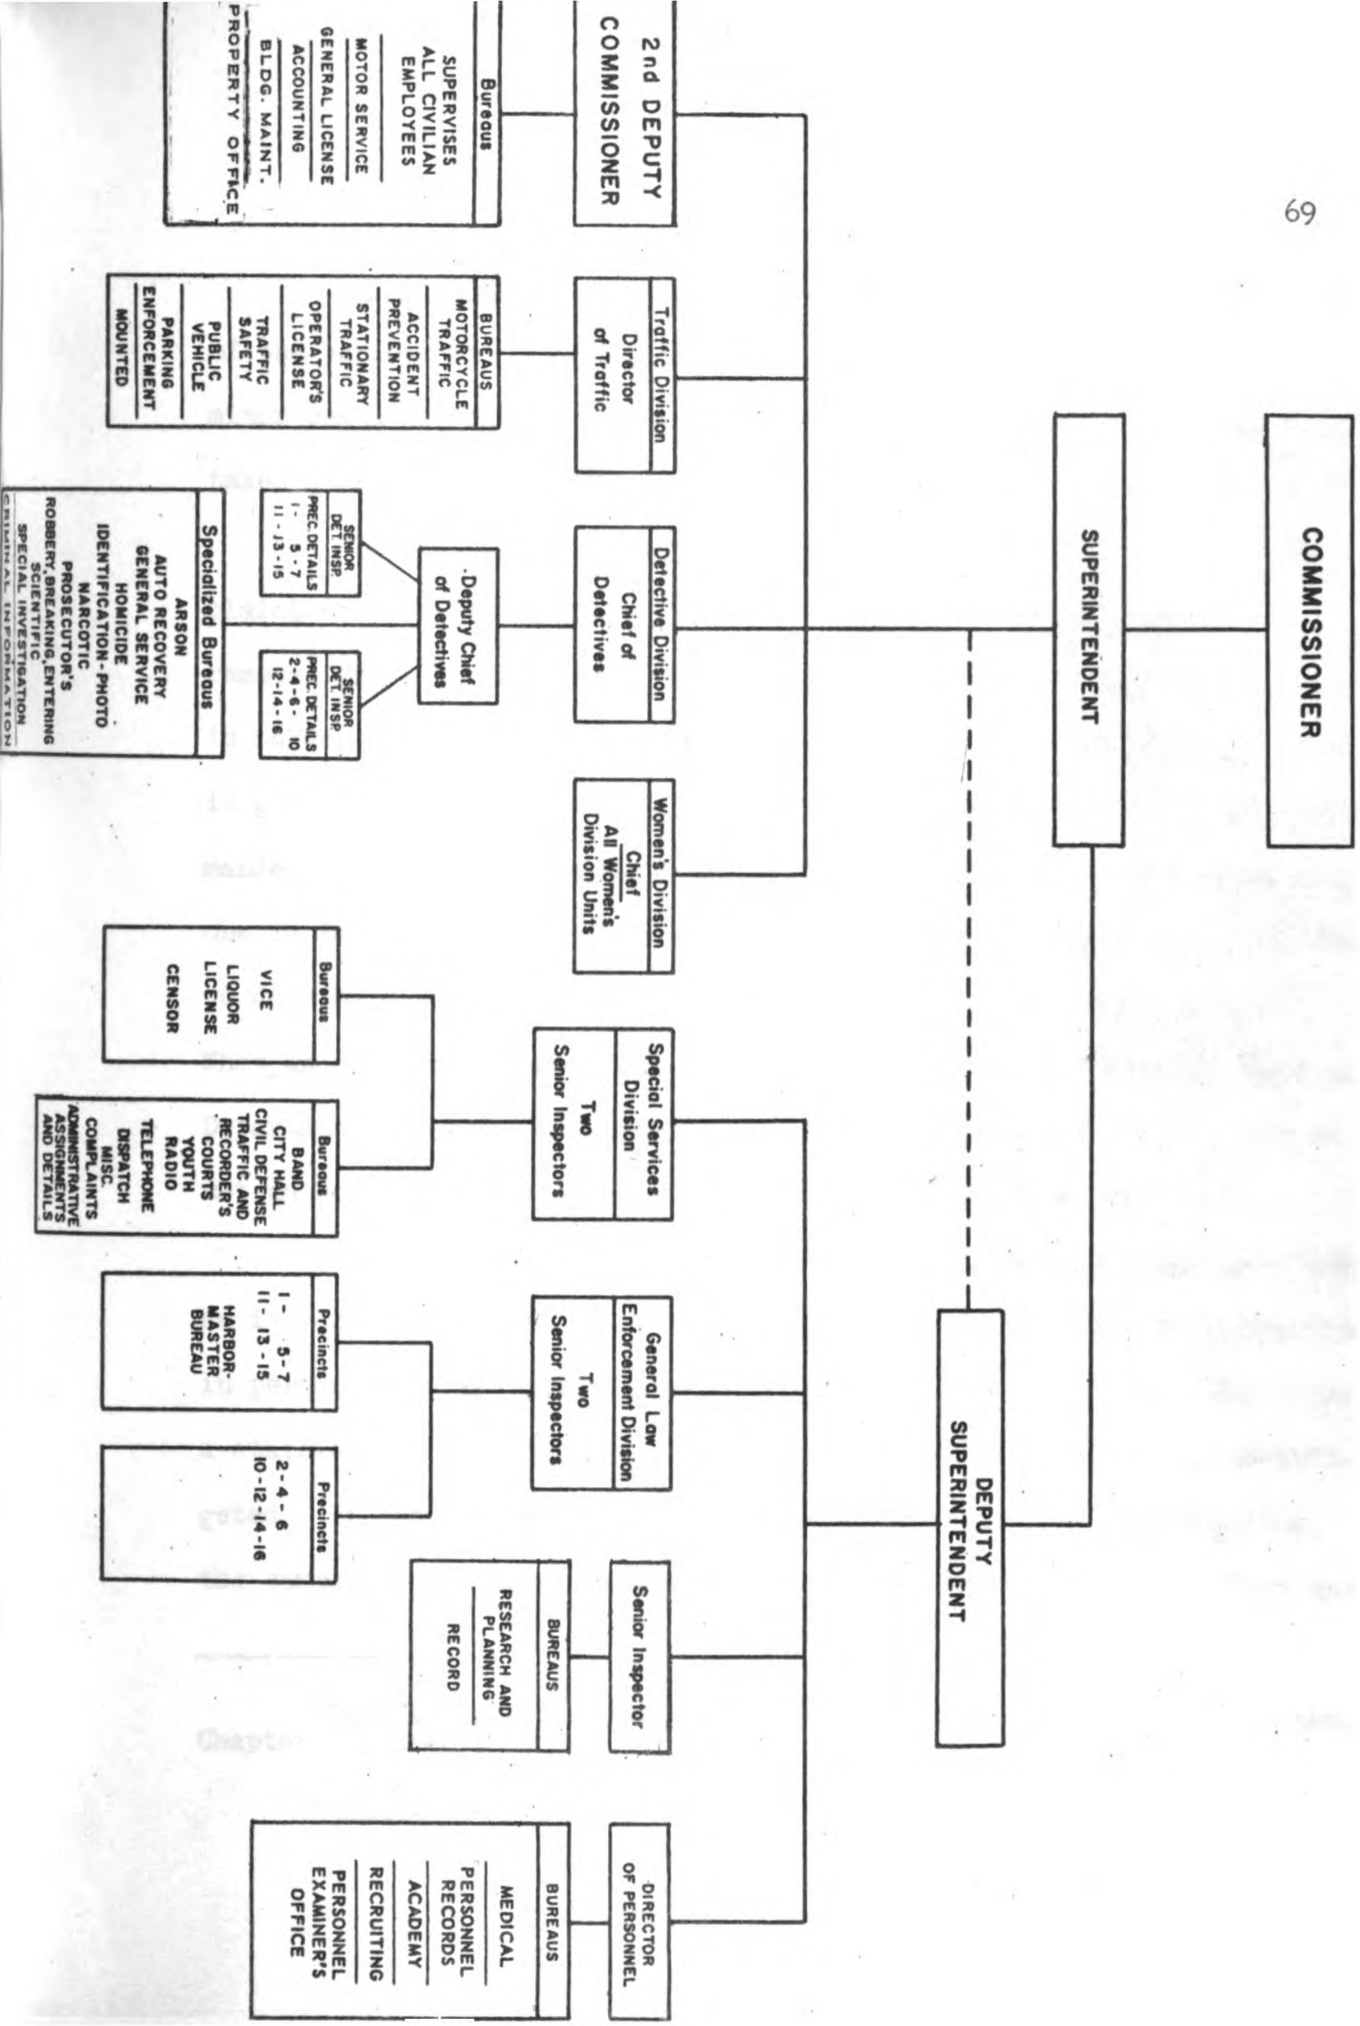 69
COMMISSIONER
SUPERINTENDENT
DEPUTY
SUPERINTENDENT
2nd DEPUTY
COMMISSIONER
Bureaus
SUPERVISES
ALL CIVILIAN
EMPLOYEES
MOTOR SERVICE
GENERAL LICENSE
ACCOUNTING
BLDG. MAINT.
PROPERTY OFFICE
Traffic Division
Director
of Traffic
BUREAUS
MOTORCYCLE
TRAFFIC
ACCIDENT
PREVENTION
STATIONARY
TRAFFIC
OPERATOR'S
LICENSE
TRAFFIC
SAFETY
PUBLIC
VEHICLE
PARKING
ENFORCEMENT
MOUNTED
Detective Division
Chief of
Detectives
Deputy Chief
of Detectives
SENIOR
DET. INSP.
PREC. DETAILS
1- 5-7
11-13-15
SENIOR
DET. INSP.
PREC. DETAILS
2-4-6- 10
12-14-16
Specialized Bureaus
ARSON
AUTO RECOVERY
GENERAL SERVICE
HOMICIDE
IDENTIFICATION-PHOTO
NARCOTIC
PROSECUTOR'S
ROBBERY, BREAKING, ENTERING
SCIENTIFIC
SPECIAL INVESTIGATION
CRIMINAL INFORMATION
Women's Division
Chief
All Women's
Division Units
Special Services
Division
Two
Senior Inspectors
Bureaus
VICE
LIQUOR
LICENSE
CENSOR
Bureaus
BAND
CITY HALL
CIVIL DEFENSE
TRAFFIC AND
RECORDER'S
COURTS
YOUTH
RADIO
TELEPHONE
DISPATCH
MISC.
COMPLAINTS
ADMINISTRATIVE
ASSIGNMENTS
AND DETAILS
General Law
Enforcement Division
Two
Senior Inspectors
Precincts
1- 5-7
11-13-15
HARBOR-
MASTER
BUREAU
Precincts
2-4-6
10-12-14-16
Senior Inspector
BUREAUS
RESEARCH AND
PLANNING
RECORD
DIRECTOR
OF PERSONNEL
BUREAUS
MEDICAL
PERSONNEL
RECORDS
ACADEMY
RECRUITING
PERSONNEL
EXAMINER'S
OFFICE